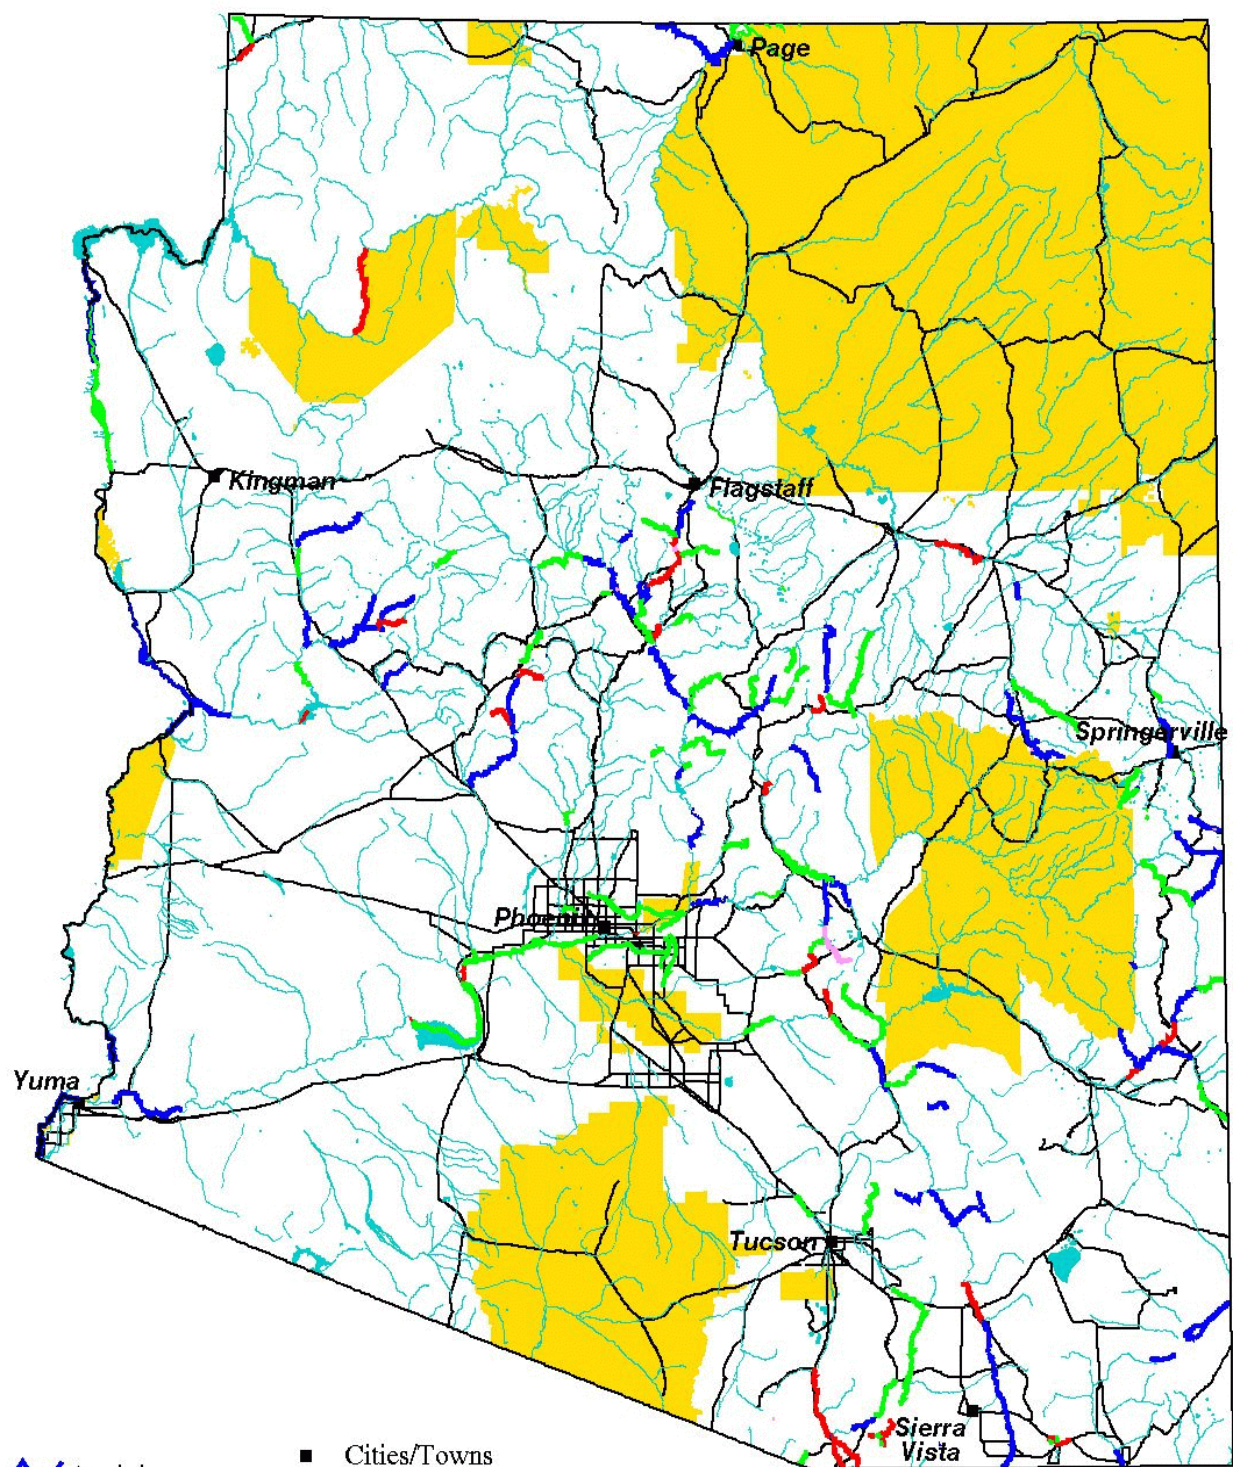 Page
Kingman
Flagstaff
Springerville
Phoenix
Yuma
Tucson
Sierra
Vista
Cities/Towns